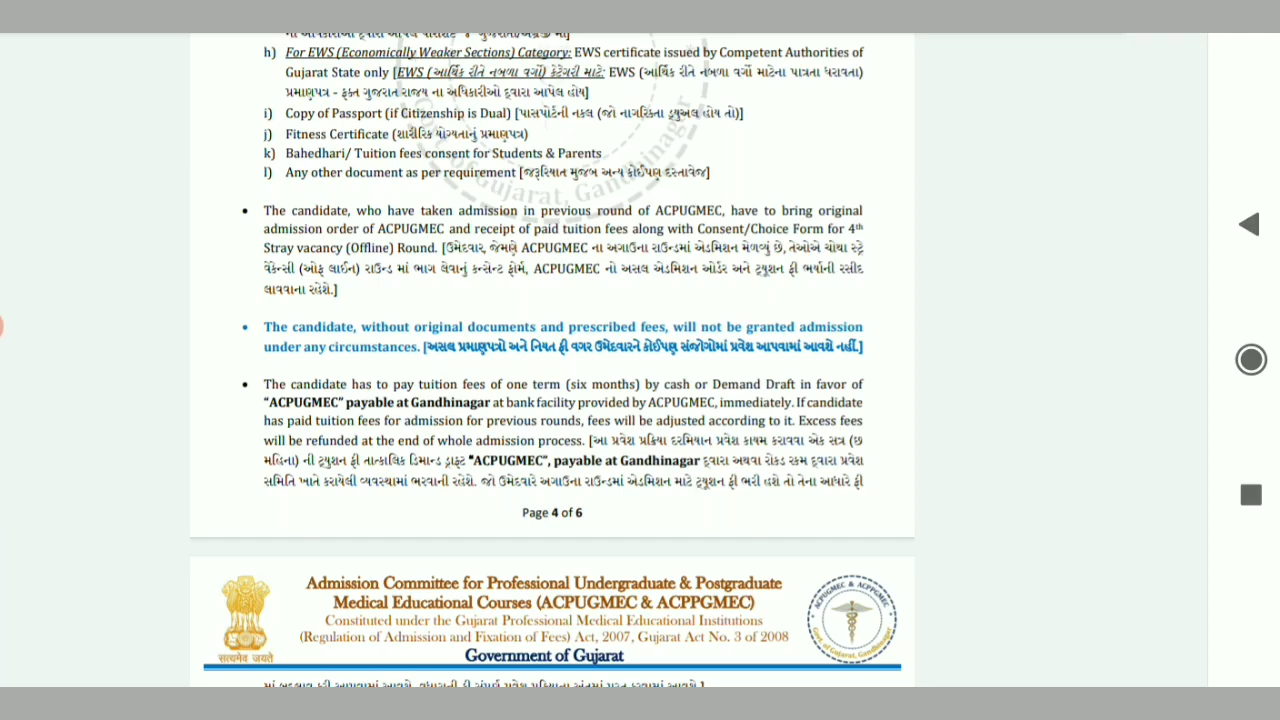 h) For EWS (Economically Weaker Sections) Category: EWS certificate issued by Competent Authorities of
Gujarat State only [EWS (આર્થિક રીતે નબળા વર્ગો) કેટેગરી માટે: EWS (આર્થિક રીતે નબળા વર્ગો માટેના પાત્રતા ધરાવતા)
પ્રમાણપત્ર - ફક્ત ગુજરાત રાજ્ય ના અધિકારીઓ દ્વારા આપેલ હોય]
i) Copy of Passport (if Citizenship is Dual) [પાસપોર્ટની નકલ (જો નાગરિકતા ડ્યુઅલ હોય તો)]
j) Fitness Certificate (શારીરિક યોગ્યતાનું પ્રમાણપત્ર)
k) Bahedhari/ Tuition fees consent for Students & Parents
l) Any other document as per requirement [જરૂરિયાત મુજબ અન્ય કોઈપણ દસ્તાવેજ]
• The candidate, who have taken admission in previous round of ACPUGMEC, have to bring original
admission order of ACPUGMEC and receipt of paid tuition fees along with Consent/Choice Form for 4th
Stray vacancy (Offline) Round. [ઉમેદવાર, જેમણે ACPUGMEC ના અગાઉના રાઉન્ડમાં એડમિશન મેળવ્યું છે, તેઓએ ચોથા સ્ટ્રે
વેકેન્સી (ઓફ લાઈન) રાઉન્ડ માં ભાગ લેવાનું કન્સેન્ટ ફોર્મ, ACPUGMEC નો અસલ એડમિશન ઓર્ડર અને ટ્યુશન ફી ભર્યાની રસીદ
લાવવાના રહેશે.]
• The candidate, without original documents and prescribed fees, will not be granted admission
under any circumstances. [અસલ પ્રમાણપત્રો અને નિયત ફી વગર ઉમેદવારને કોઈપણ સંજોગોમાં પ્રવેશ આપવામાં આવશે નહીં.]
• The candidate has to pay tuition fees of one term (six months) by cash or Demand Draft in favor of
"ACPUGMEC" payable at Gandhinagar at bank facility provided by ACPUGMEC, immediately. If candidate
has paid tuition fees for admission for previous rounds, fees will be adjusted according to it. Excess fees
will be refunded at the end of whole admission process. [આ પ્રવેશ પ્રક્રિયા દરમિયાન પ્રવેશ કાયમ કરાવવા એક સત્ર (છ
મહિના) ની ટ્યુશન ફી તાત્કાલિક ડિમાન્ડ ડ્રાફ્ટ "ACPUGMEC", payable at Gandhinagar દ્વારા અથવા રોકડ રકમ દ્વારા પ્રવેશ
સમિતિ ખાતે કરાયેલી વ્યવસ્થામાં ભરવાની રહેશે. જો ઉમેદવારે અગાઉના રાઉન્ડમાં એડમિશન માટે ટ્યૂશન ફી ભરી હશે તો તેના આધારે ફી
Page 4 of 6
Admission Committee for Professional Undergraduate & Postgraduate
Medical Educational Courses (ACPUGMEC & ACPPGMEC)
Constituted under the Gujarat Professional Medical Educational Institutions
(Regulation of Admission and Fixation of Fees) Act, 2007, Gujarat Act No. 3 of 2008
Government of Gujarat
सत्यमेव जयते
ACPUGMEC & ACPPGMEC
Govt. of Gujarat, Gandhinagar